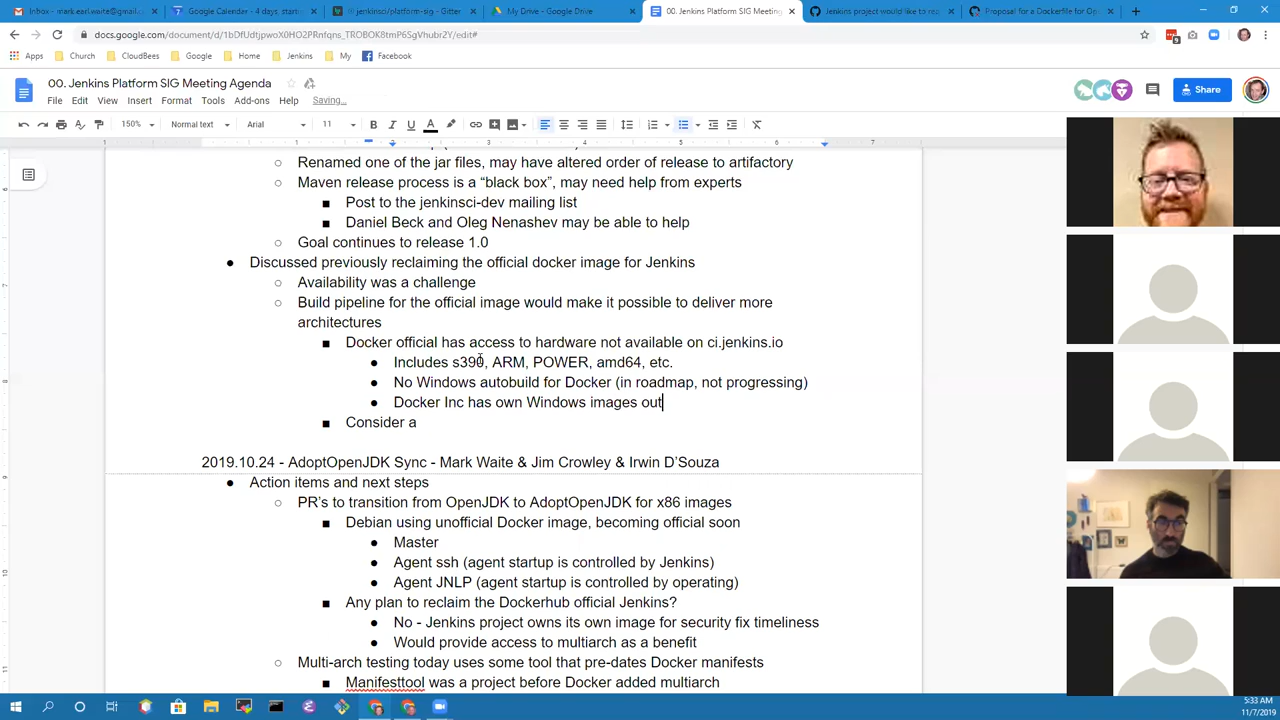 Inbox - mark.earl.waite@gmail.c
Google Calendar - 4 days, start
jenkinsci/platform-sig - Gitter
My Drive - Google Drive
00. Jenkins Platform SIG Meeting
Jenkins project would like to re
Proposal for a Dockerfile for Op
docs.google.com/document/d/1bDfUdtjpwoX0HO2PRnfqns_TROBOK8tmP6SgVhubr2Y/edit#
Apps Church CloudBees Google Home Jenkins My Facebook
00. Jenkins Platform SIG Meeting Agenda
File Edit View Insert Format Tools Add-ons Help Saving...
Share
150% Normal text Arial 11
Renamed one of the jar files, may have altered order of release to artifactory
Maven release process is a “black box”, may need help from experts
Post to the jenkinsci-dev mailing list
Daniel Beck and Oleg Nenashev may be able to help
Goal continues to release 1.0
Discussed previously reclaiming the official docker image for Jenkins
Availability was a challenge
Build pipeline for the official image would make it possible to deliver more
architectures
Docker official has access to hardware not available on ci.jenkins.io
Includes s390, ARM, POWER, amd64, etc.
No Windows autobuild for Docker (in roadmap, not progressing)
Docker Inc has own Windows images out
Consider a
2019.10.24 - AdoptOpenJDK Sync - Mark Waite & Jim Crowley & Irwin D’Souza
Action items and next steps
PR’s to transition from OpenJDK to AdoptOpenJDK for x86 images
Debian using unofficial Docker image, becoming official soon
Master
Agent ssh (agent startup is controlled by Jenkins)
Agent JNLP (agent startup is controlled by operating)
Any plan to reclaim the Dockerhub official Jenkins?
No - Jenkins project owns its own image for security fix timeliness
Would provide access to multiarch as a benefit
Multi-arch testing today uses some tool that pre-dates Docker manifests
Manifesttool was a project before Docker added multiarch
5:33 AM
11/7/2019